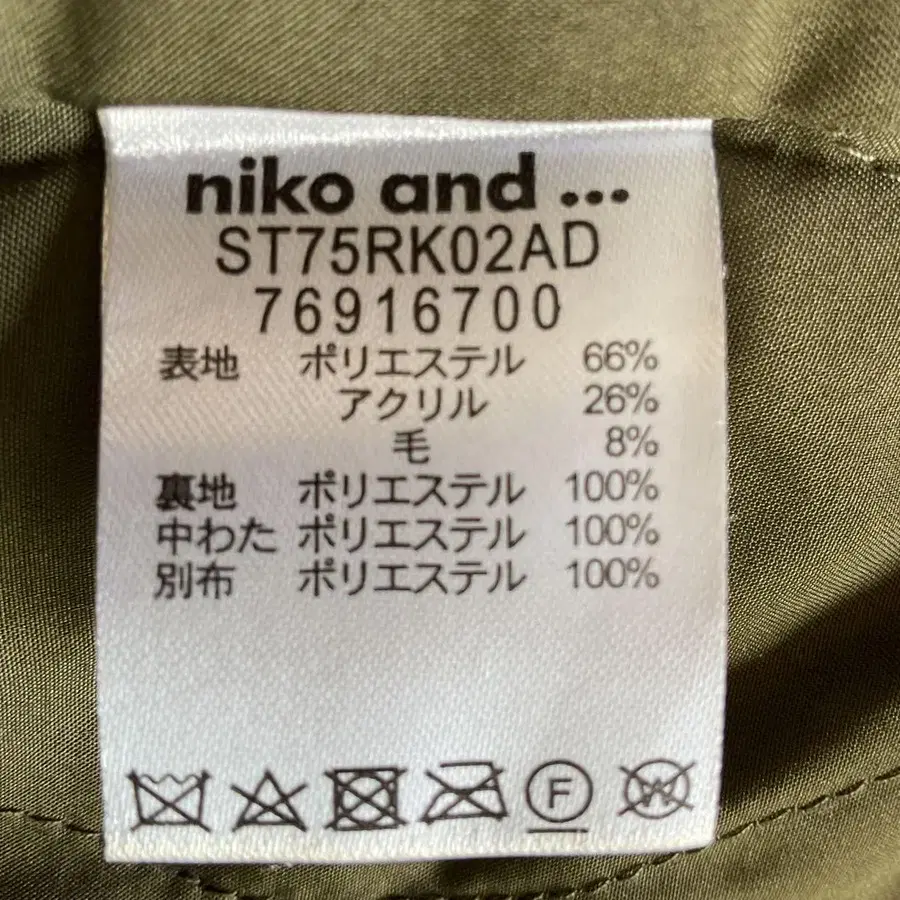 niko and ...
ST75RK02AD
76916700
表地 ポリエステル 66%
アクリル 26%
毛 8%
裏地 ポリエステル 100%
中わた ポリエステル 100%
別布 ポリエステル 100%
F
W